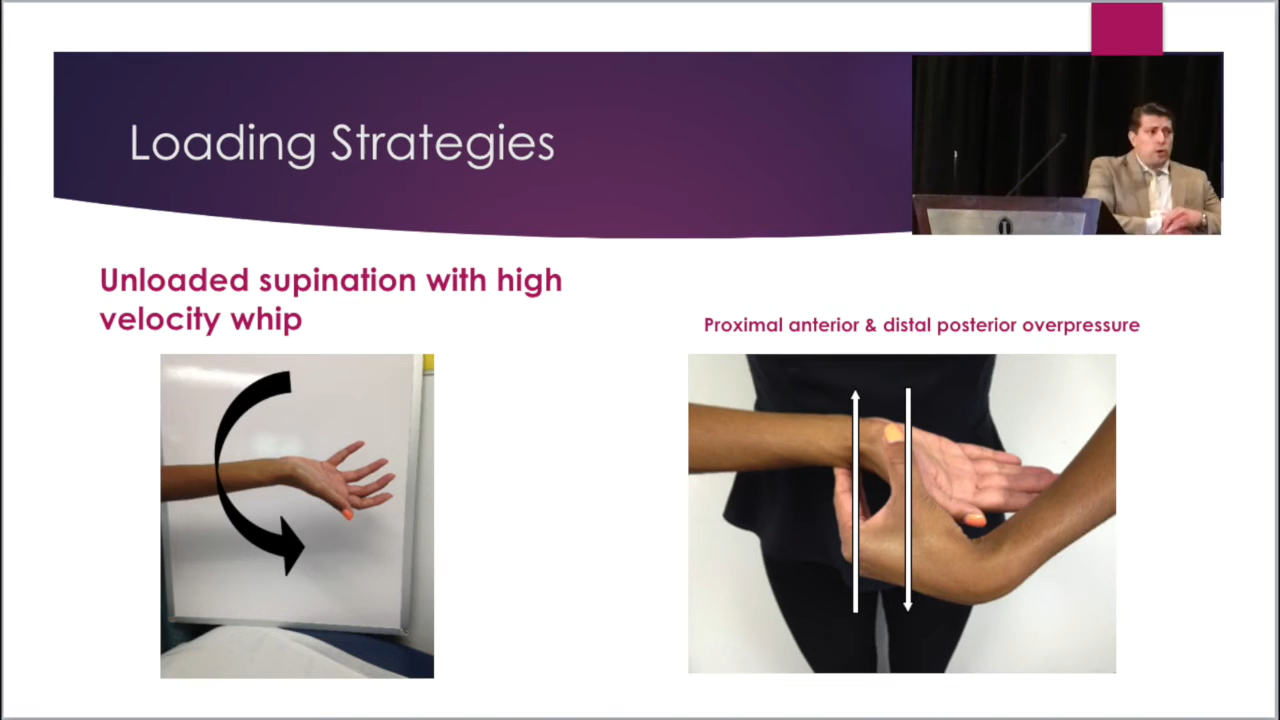 Loading Strategies
Unloaded supination with high
velocity whip
Proximal anterior & distal posterior overpressure